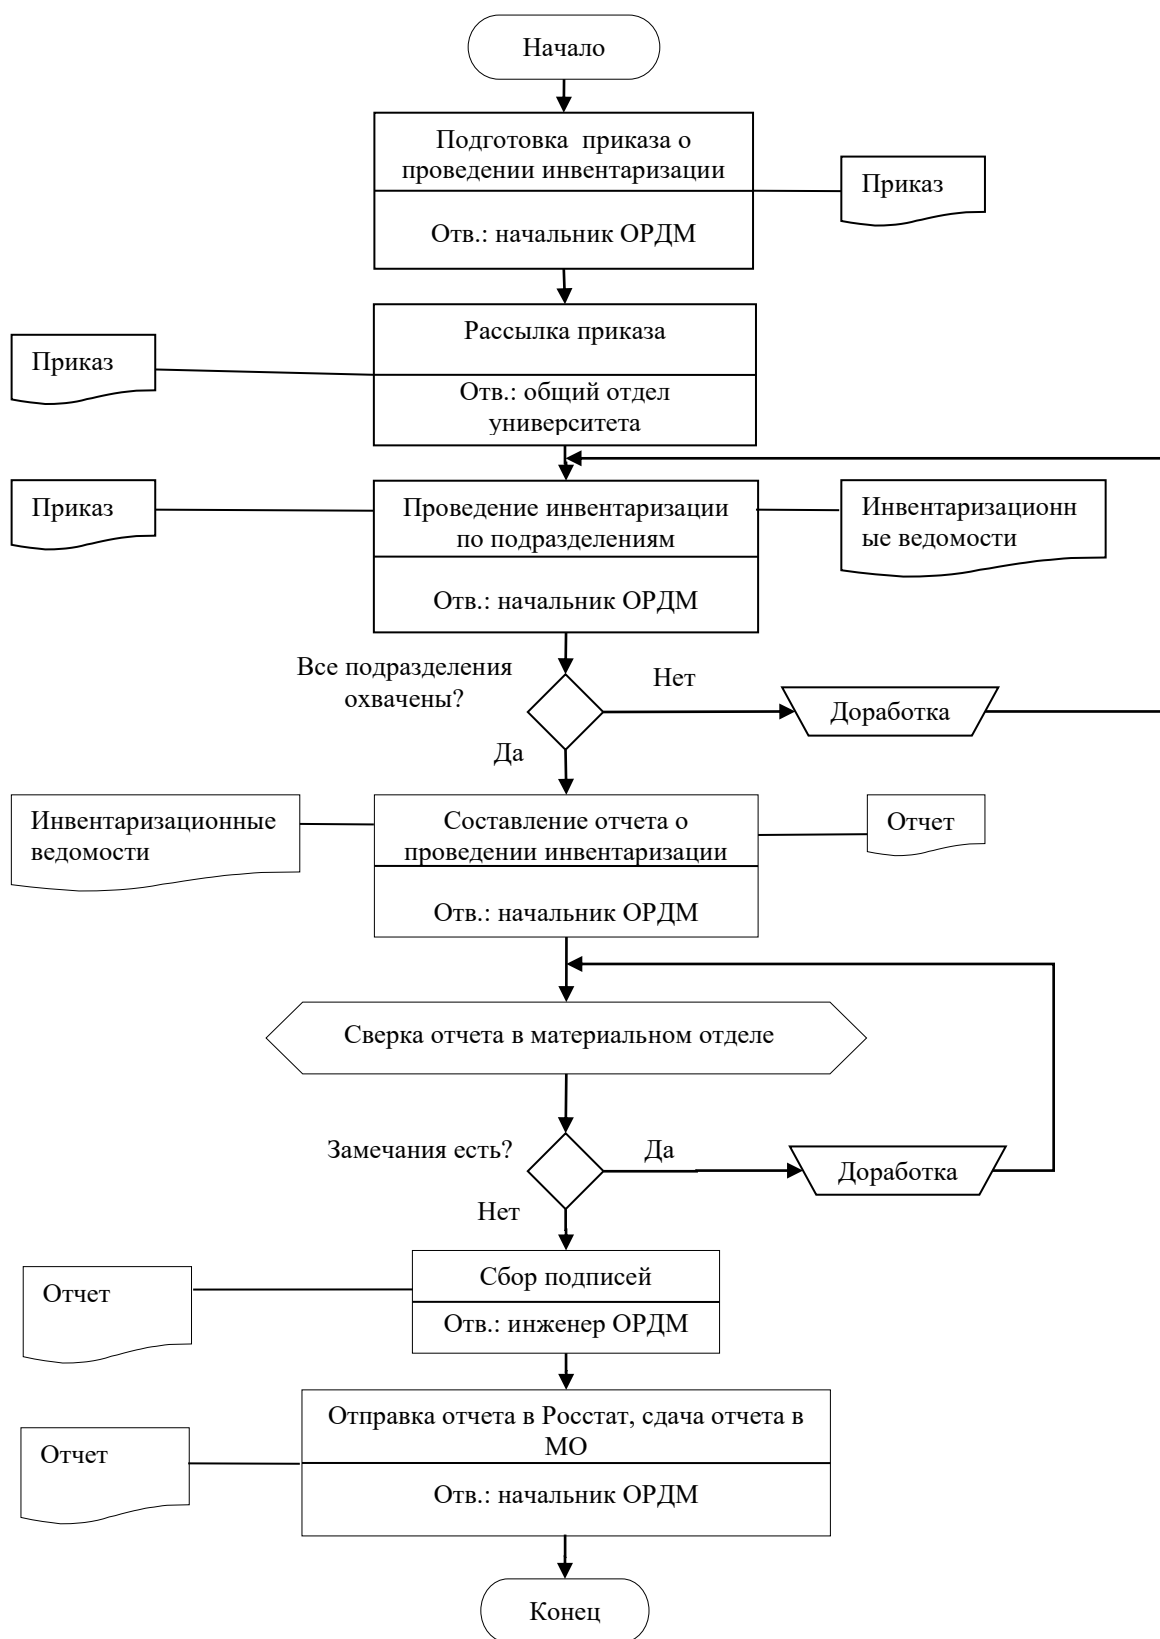 Начало
Подготовка приказа о
проведении инвентаризации
Отв.: начальник ОРДМ
Приказ
Рассылка приказа
Отв.: общий отдел
университета
Приказ
Приказ
Проведение инвентаризации
по подразделениям
Отв.: начальник ОРДМ
Инвентаризационн
ые ведомости
Все подразделения
охвачены?
Нет
Доработка
Да
Инвентаризационные
ведомости
Составление отчета о
проведении инвентаризации
Отв.: начальник ОРДМ
Отчет
Сверка отчета в материальном отделе
Замечания есть?
Да
Доработка
Нет
Отчет
Сбор подписей
Отв.: инженер ОРДМ
Отчет
Отправка отчета в Росстат, сдача отчета в
МО
Отв.: начальник ОРДМ
Конец